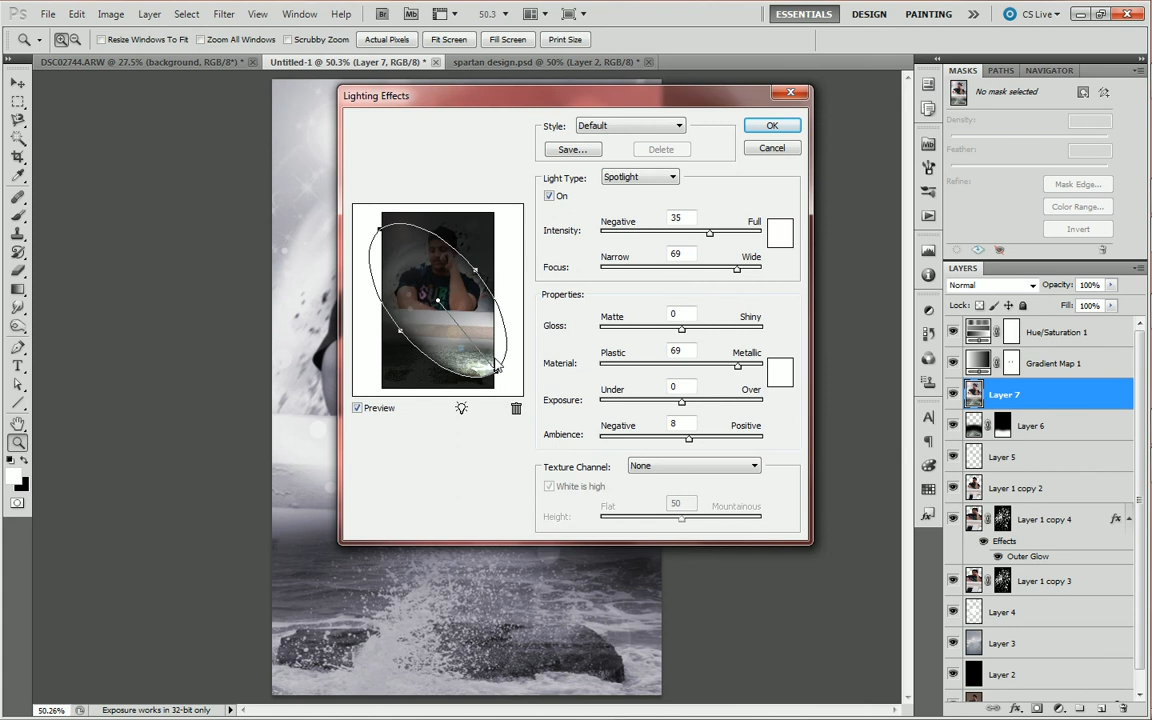 Ps File Edit Image Layer Select Filter View Window Help Br Mb 50.3 ESSENTIALS DESIGN PAINTING CS Live
Resize Windows To Fit Zoom All Windows Scrubby Zoom Actual Pixels Fit Screen Fill Screen Print Size
DSC02744.ARW @ 27.5% (background, RGB/8*) * Untitled-1 @ 50.3% (Layer 7, RGB/8) * spartan design.psd @ 50% (Layer 2, RGB/8) *
MASKS PATHS NAVIGATOR
No mask selected
Density:
Feather:
Refine:
Mask Edge...
Color Range...
Invert
Lighting Effects
Style: Default
OK
Save... Delete
Cancel
Light Type: Spotlight
On
Negative 35 Full
Intensity:
Narrow 69 Wide
Focus:
Properties:
Matte 0 Shiny
Gloss:
Plastic 69 Metallic
Material:
Under 0 Over
Exposure:
Preview
Negative 8 Positive
Ambience:
Texture Channel: None
White is high
Flat 50 Mountainous
Height:
SUB
Mb
LAYERS
Normal Opacity: 100%
Lock: Fill: 100%
Hue/Saturation 1
Gradient Map 1
Layer 7
Layer 6
Layer 5
Layer 1 copy 2
Layer 1 copy 4 fx
Effects
Outer Glow
Layer 1 copy 3
Layer 4
Layer 3
Layer 2
50.26% Exposure works in 32-bit only